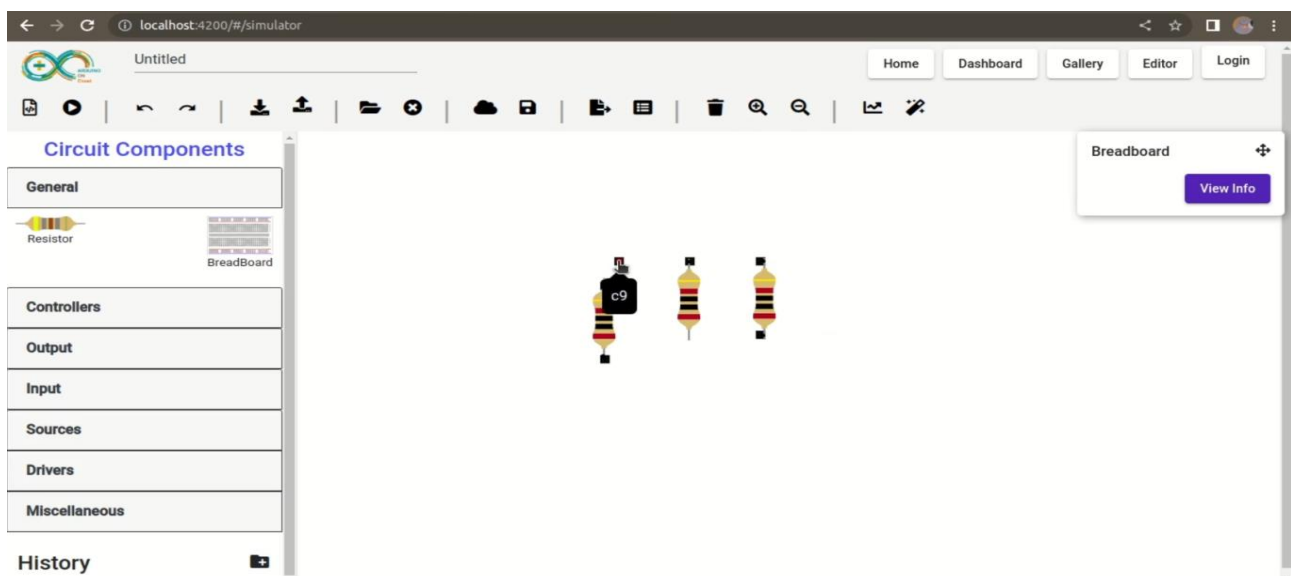 localhost:4200/#/simulator
Untitled
Home
Dashboard
Gallery
Editor
Login
Circuit Components
General
Resistor
BreadBoard
Controllers
Output
Input
Sources
Drivers
Miscellaneous
History
c9
Breadboard
View Info